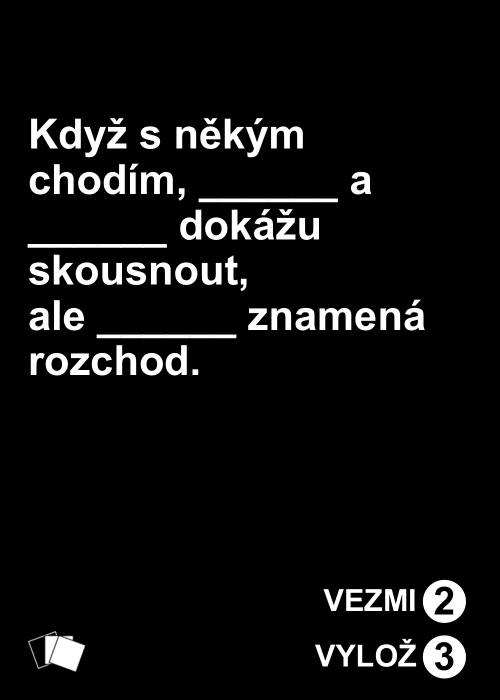 Když s někým
chodím, ______ a
______ dokážu
skousnout,
ale ______ znamená
rozchod.
VEZMI 2
VYLOŽ 3